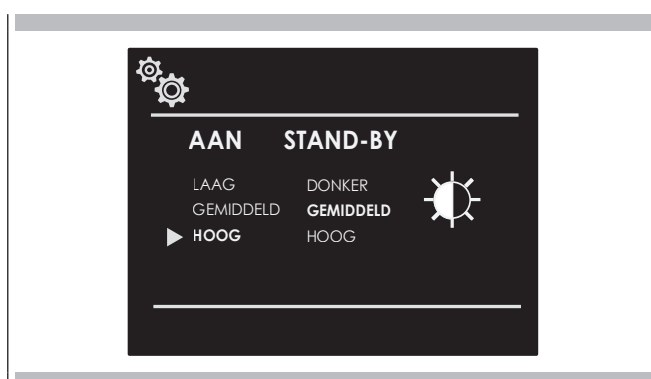 AAN STAND-BY
LAAG DONKER
GEMIDDELD GEMIDDELD
HOOG HOOG